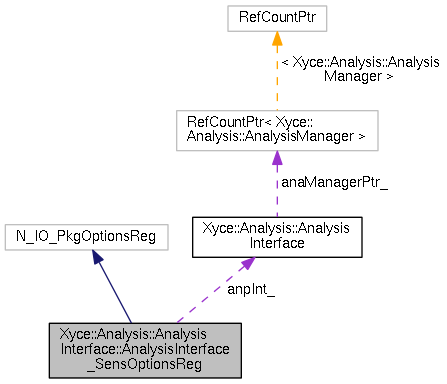 RefCountPtr
< Xyce::Analysis::Analysis
Manager >
RefCountPtr< Xyce::
Analysis::AnalysisManager >
anaManagerPtr_
N_IO_PkgOptionsReg
Xyce::Analysis::Analysis
Interface
anpInt_
Xyce::Analysis::Analysis
Interface::AnalysisInterface
_SensOptionsReg